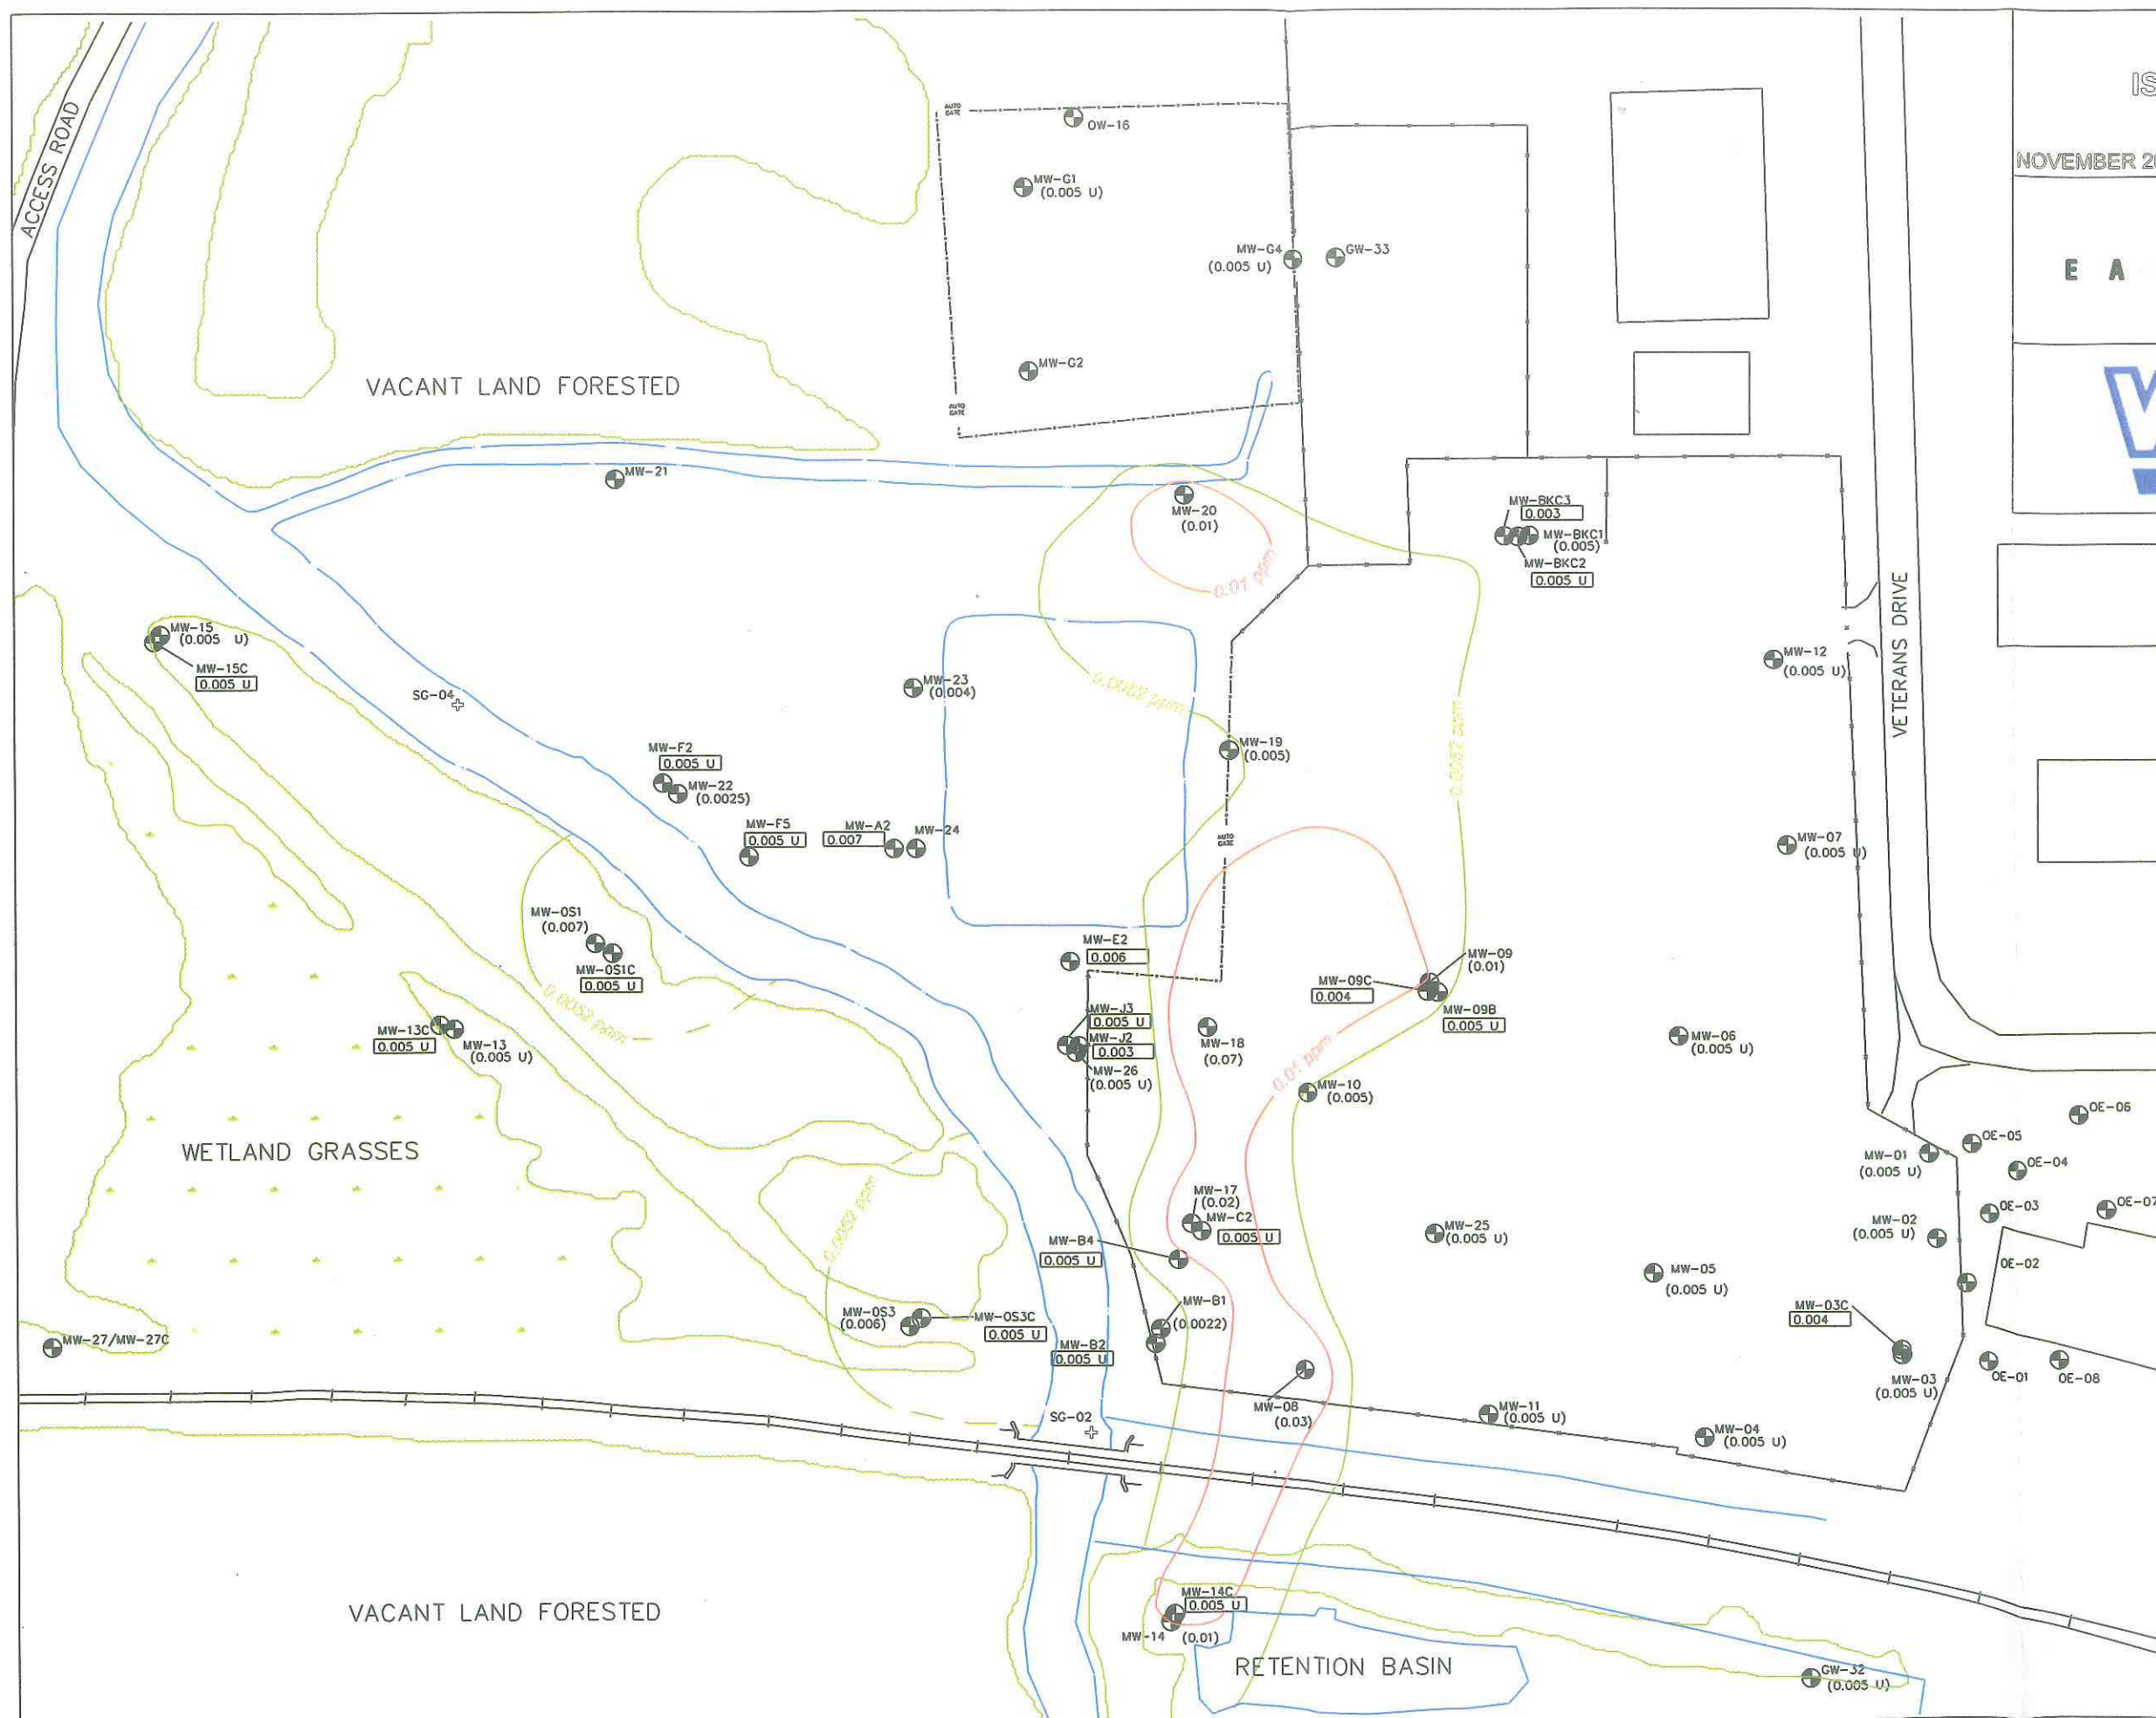 IS
NOVEMBER 20
E A
ACCESS ROAD
AUTO
GATE
OW-16
MW-G1
(0.005 U)
MW-G4
(0.005 U)
GW-33
MW-G2
VACANT LAND FORESTED
AUTO
GATE
MW-21
MW-20
(0.01)
0.01 ppm
MW-BKC3
0.003
MW-BKC1
(0.005)
MW-BKC2
0.005 U
VETERANS DRIVE
MW-15
(0.005 U)
MW-15C
0.005 U
SG-04
MW-23
(0.004)
0.0052 ppm
MW-12
(0.005 U)
MW-19
(0.005)
0.0052 ppm
MW-F2
0.005 U
MW-22
(0.0025)
MW-F5
0.005 U
MW-A2
0.007
MW-24
AUTO
GATE
MW-07
(0.005 U)
MW-OS1
(0.007)
MW-OS1C
0.005 U
0.0052 ppm
MW-E2
0.006
MW-09
(0.01)
MW-09C
0.004
MW-09B
0.005 U
MW-13C
0.005 U
MW-13
(0.005 U)
MW-J3
0.005 U
MW-J2
0.003
MW-26
(0.005 U)
MW-18
(0.07)
0.01 ppm
MW-10
(0.005)
MW-06
(0.005 U)
WETLAND GRASSES
OE-06
OE-05
MW-01
(0.005 U)
OE-04
OE-03
OE-07
MW-02
(0.005 U)
OE-02
0.0052 ppm
MW-17
(0.02)
MW-C2
0.005 U
MW-B4
0.005 U
MW-25
(0.005 U)
MW-05
(0.005 U)
MW-B1
(0.0022)
MW-OS3
(0.006)
MW-OS3C
0.005 U
MW-B2
0.005 U
MW-03C
0.004
MW-27/MW-27C
MW-03
(0.005 U)
OE-01
OE-08
MW-08
(0.03)
SG-02
MW-11
(0.005 U)
MW-04
(0.005 U)
MW-14C
0.005 U
MW-14
(0.01)
VACANT LAND FORESTED
RETENTION BASIN
GW-32
(0.005 U)